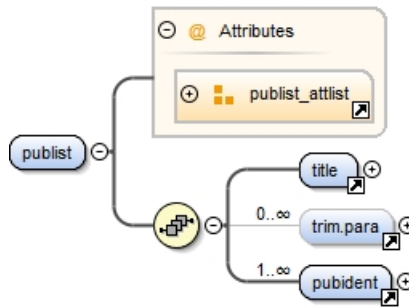 @ Attributes
publist_attlist
publist
title
0..∞
trim.para
1..∞
pubident